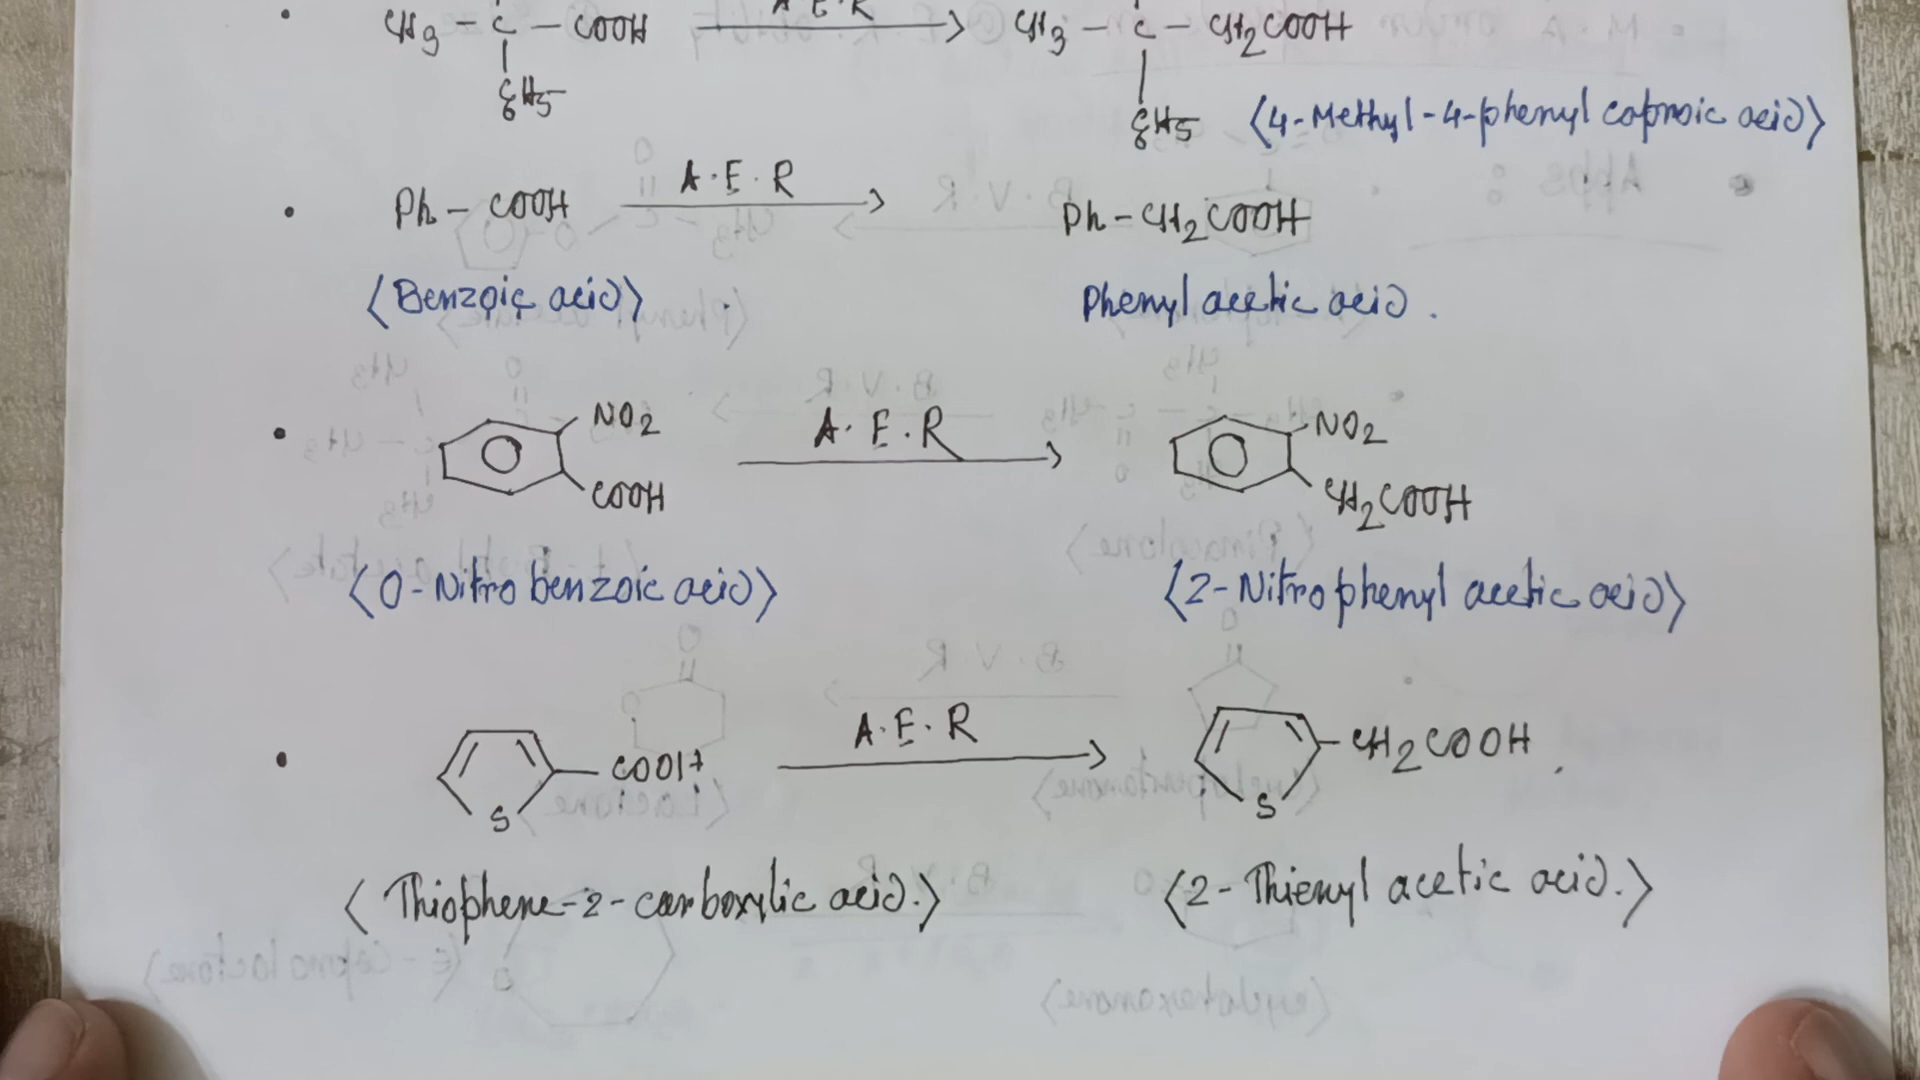 CH3 - C - COOH A·E·R CH3 - C - CH2COOH
C6H5 C6H5
<4-Methyl-4-phenyl caproic acid>
Ph - COOH A·E·R Ph-CH2COOH
<Benzoic acid> Phenyl acetic acid.
NO2 A·E·R NO2
COOH CH2COOH
<O-Nitro benzoic acid> <2-Nitrophenyl acetic acid>
COOH A·E·R CH2COOH
S S
<Thiophene-2-carboxylic acid.> <2-Thienyl acetic acid.>